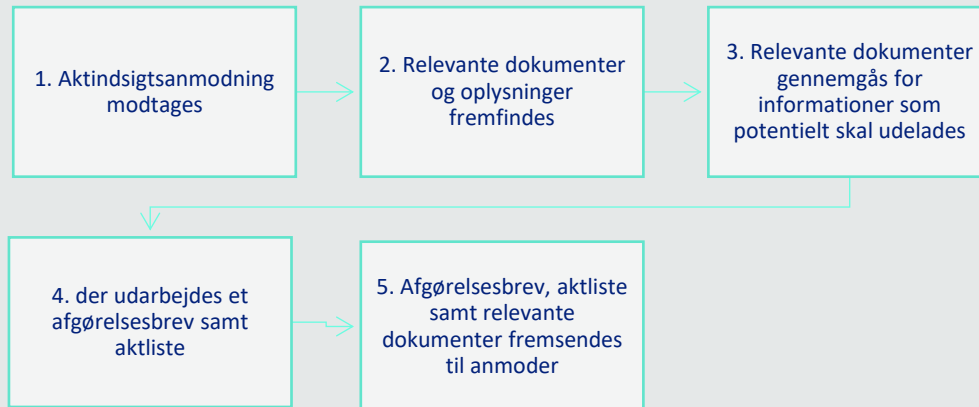 1. Aktindsigtsanmodning
modtages
2. Relevante dokumenter
og oplysninger
fremfindes
3. Relevante dokumenter
gennemgås for
informationer som
potentielt skal udelades
4. der udarbejdes et
afgørelsesbrev samt
aktliste
5. Afgørelsesbrev, aktliste
samt relevante
dokumenter fremsendes
til anmoder